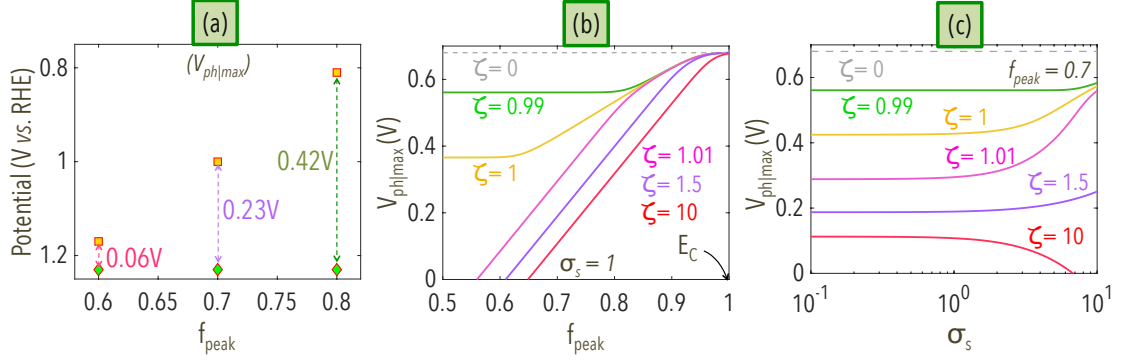 (a)
(V_ph|max)
Potential (V vs. RHE)
0.8
1
1.2
0.06V
0.23V
0.42V
0.6
0.65
0.7
0.75
0.8
f_peak
(b)
V_ph|max (V)
0.6
0.4
0.2
0
ζ = 0
ζ = 0.99
ζ = 1
ζ = 1.01
ζ = 1.5
ζ = 10
E_C
σ_s = 1
0.5
0.6
0.7
0.8
0.9
1
f_peak
(c)
V_ph|max (V)
0.6
0.4
0.2
0
ζ = 0
f_peak = 0.7
ζ = 0.99
ζ = 1
ζ = 1.01
ζ = 1.5
ζ = 10
10^-1
10^0
10^1
σ_s